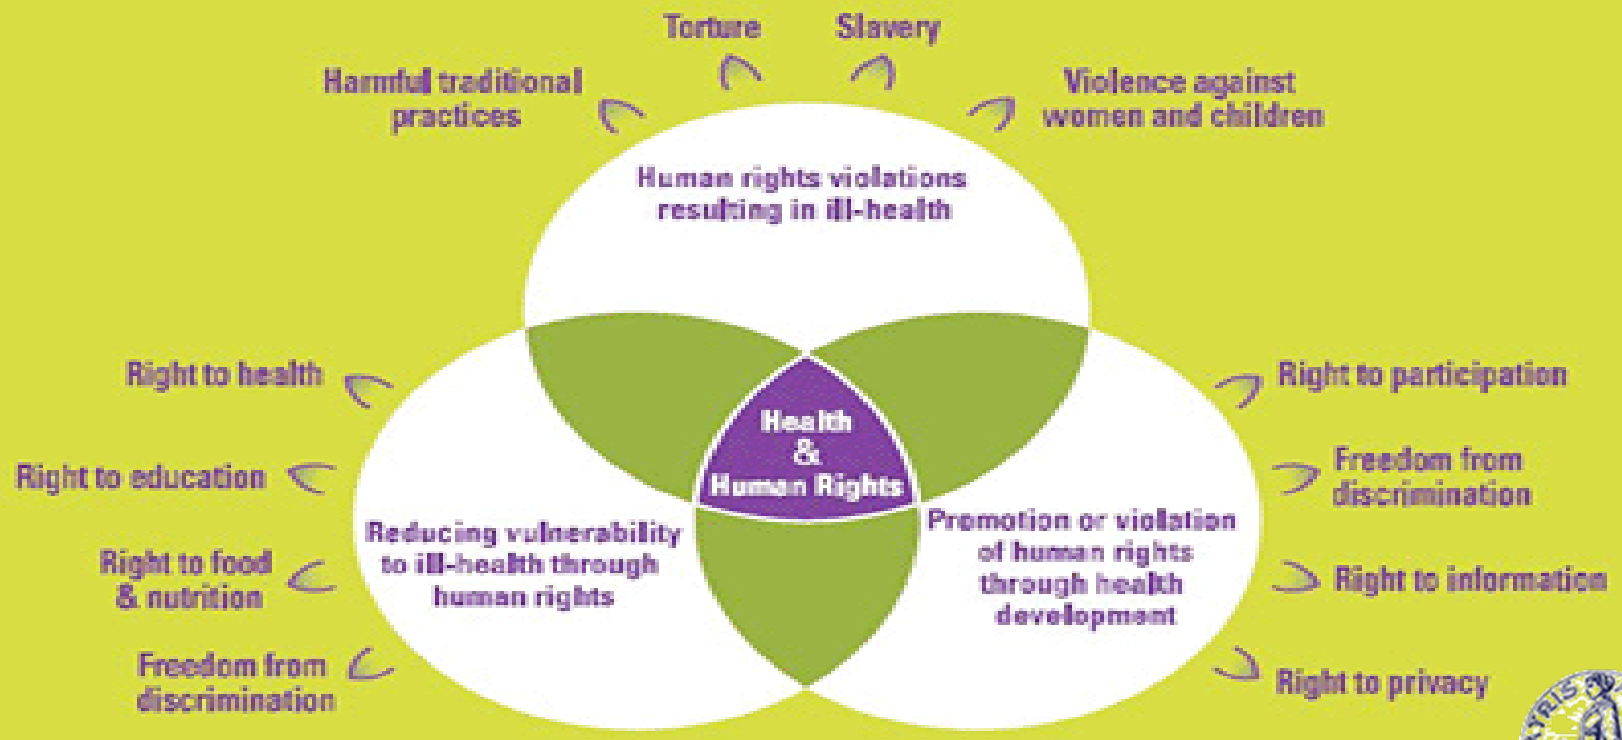 Torture
Slavery
Harmful traditional
practices
Violence against
women and children
Human rights violations
resulting in ill-health
Right to health
Right to education
Right to food
& nutrition
Freedom from
discrimination
Health
&
Human Rights
Reducing vulnerability
to ill-health through
human rights
Promotion or violation
of human rights
through health
development
Right to participation
Freedom from
discrimination
Right to information
Right to privacy